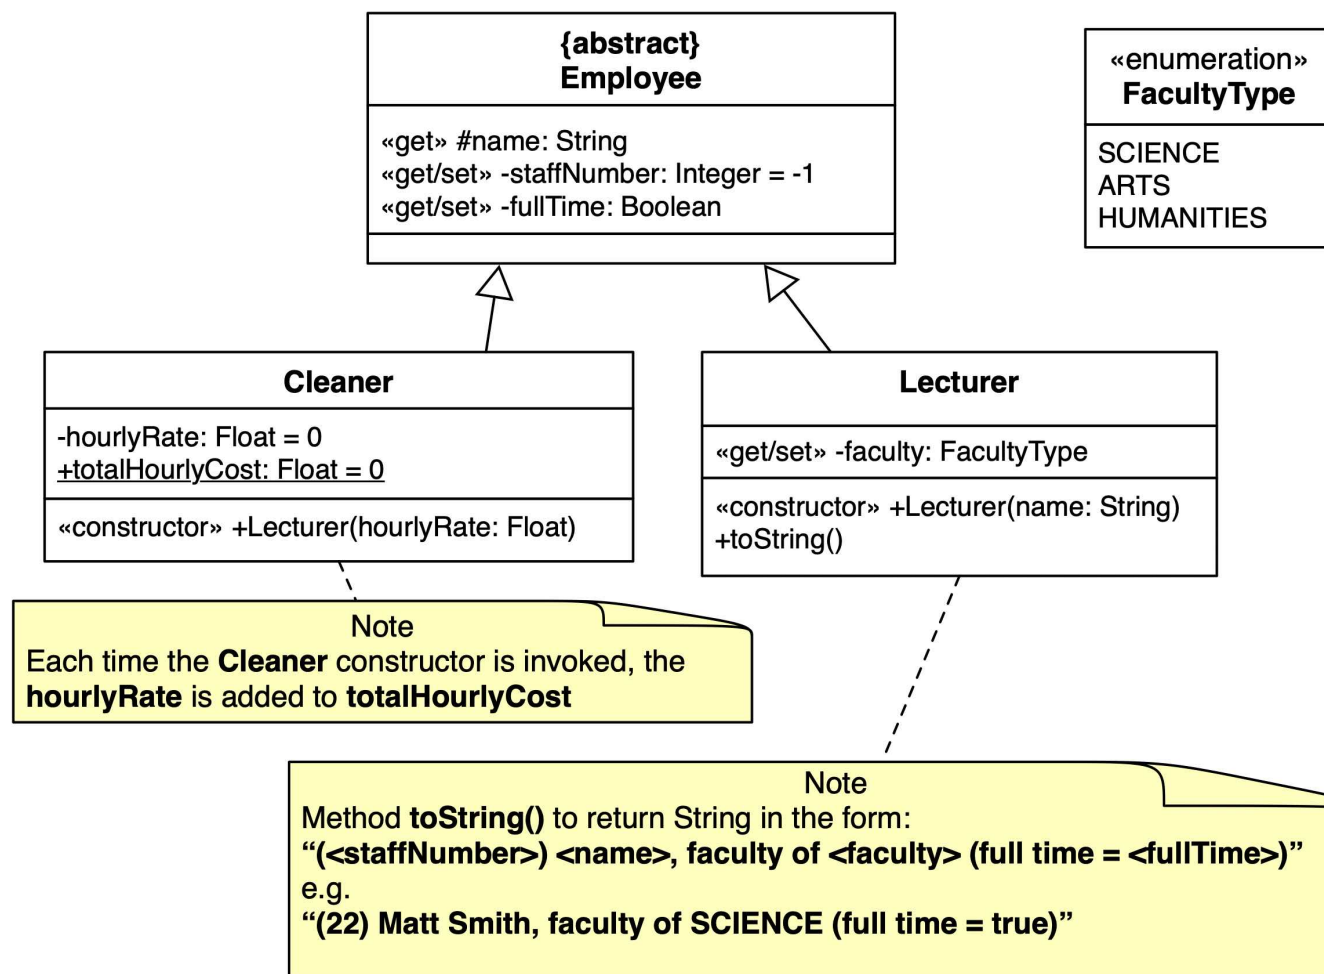 {abstract}
Employee
«get» #name: String
«get/set» -staffNumber: Integer = -1
«get/set» -fullTime: Boolean
«enumeration»
FacultyType
SCIENCE
ARTS
HUMANITIES
Cleaner
-hourlyRate: Float = 0
+totalHourlyCost: Float = 0
«constructor» +Lecturer(hourlyRate: Float)
Lecturer
«get/set» -faculty: FacultyType
«constructor» +Lecturer(name: String)
+toString()
Note
Each time the Cleaner constructor is invoked, the
hourlyRate is added to totalHourlyCost
Note
Method toString() to return String in the form:
“(<staffNumber>) <name>, faculty of <faculty> (full time = <fullTime>)”
e.g.
“(22) Matt Smith, faculty of SCIENCE (full time = true)”